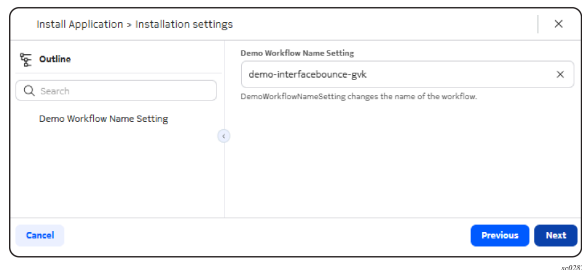 Install Application > Installation settings
Outline
Search
Demo Workflow Name Setting
Demo Workflow Name Setting
demo-interfacebounce-gvk
DemoWorkflowNameSetting changes the name of the workflow.
Cancel
Previous
Next